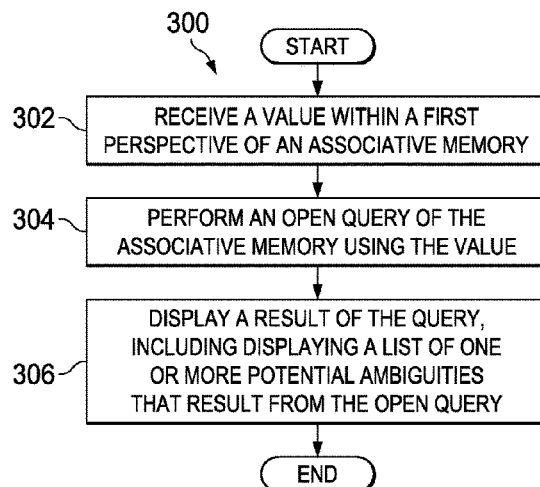 300
START
302
RECEIVE A VALUE WITHIN A FIRST
PERSPECTIVE OF AN ASSOCIATIVE MEMORY
304
PERFORM AN OPEN QUERY OF THE
ASSOCIATIVE MEMORY USING THE VALUE
306
DISPLAY A RESULT OF THE QUERY,
INCLUDING DISPLAYING A LIST OF ONE
OR MORE POTENTIAL AMBIGUITIES
THAT RESULT FROM THE OPEN QUERY
END